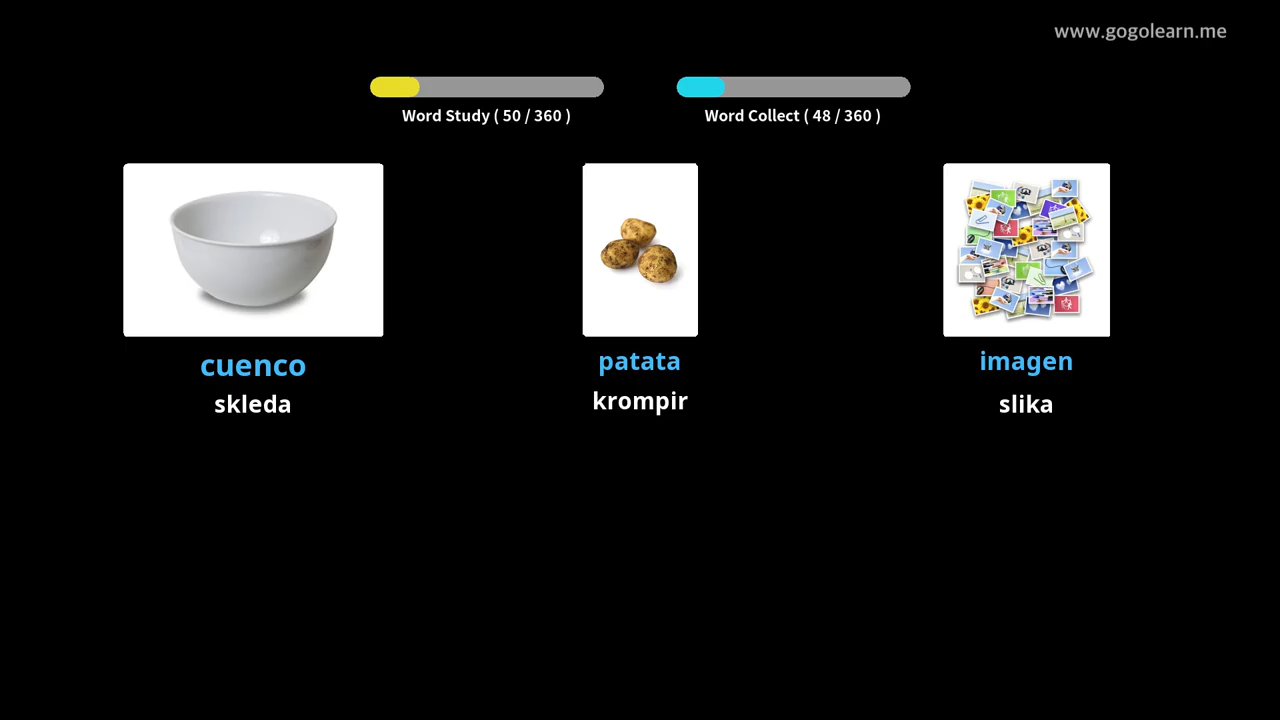 www.gogolearn.me
Word Study ( 50 / 360 )
Word Collect ( 48 / 360 )
cuenco
skleda
patata
krompir
imagen
slika